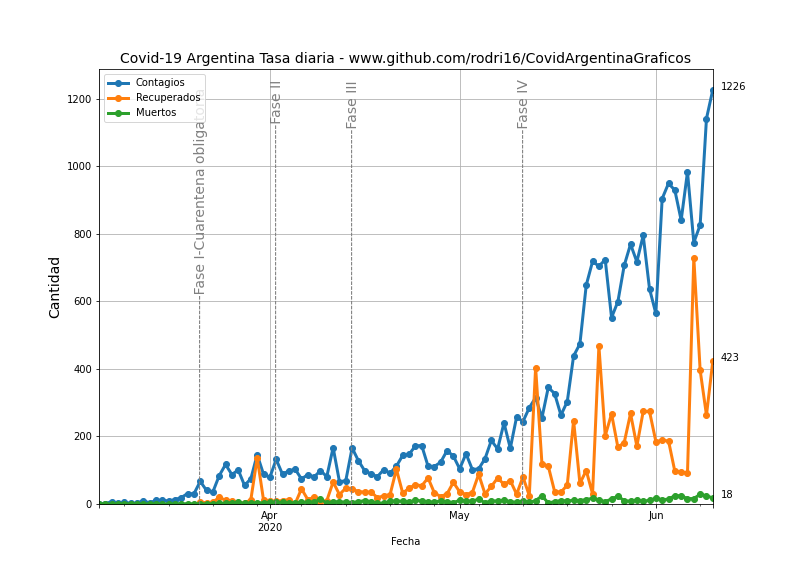 Covid-19 Argentina Tasa diaria - www.github.com/rodri16/CovidArgentinaGraficos
Contagios
Recuperados
Muertos
Fase I-Cuarentena obligatoria
Fase II
Fase III
Fase IV
1226
423
18
Cantidad
1200
1000
800
600
400
200
0
Apr
2020
May
Jun
Fecha